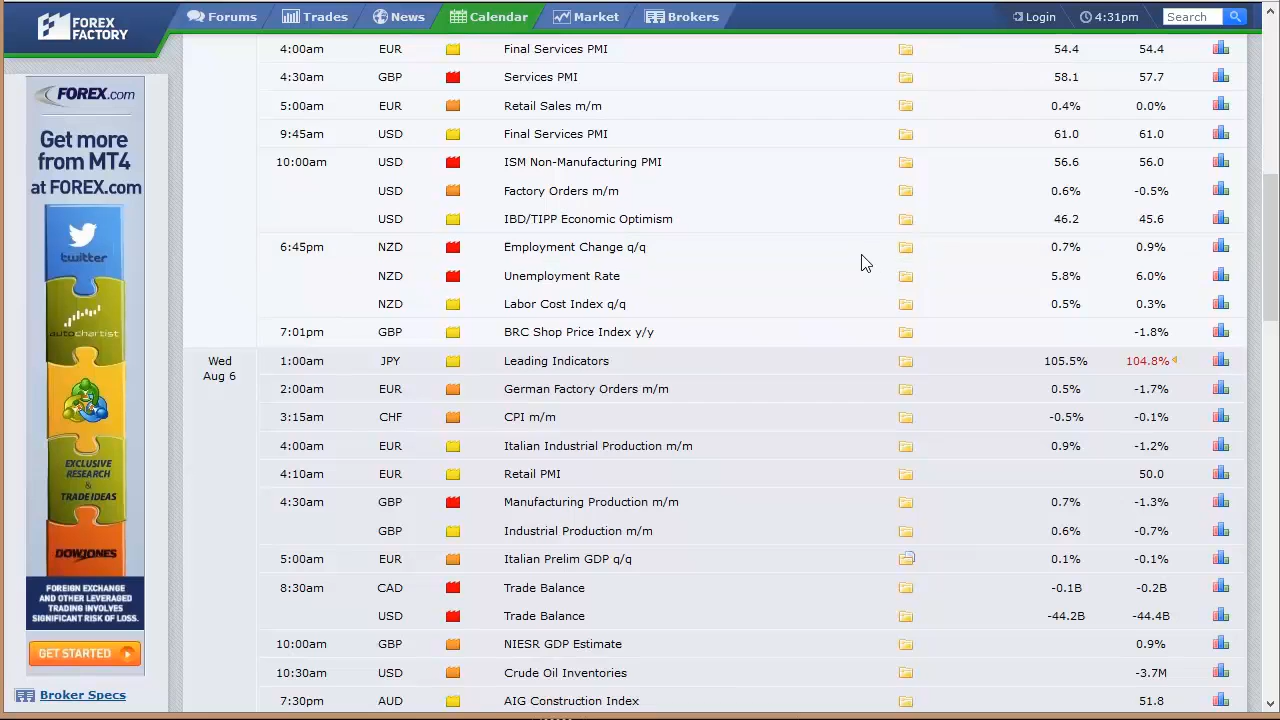 FOREX FACTORY
Forums Trades News Calendar Market Brokers Login 4:31pm Search
FOREX.com
Get more
from MT4
at FOREX.com
twitter
autochartist
EXCLUSIVE
RESEARCH
&
TRADE IDEAS
DOWJONES
FOREIGN EXCHANGE
AND OTHER LEVERAGED
TRADING INVOLVES
SIGNIFICANT RISK OF LOSS.
GET STARTED
Broker Specs
4:00am EUR Final Services PMI 54.4 54.4
4:30am GBP Services PMI 58.1 57.7
5:00am EUR Retail Sales m/m 0.4% 0.0%
9:45am USD Final Services PMI 61.0 61.0
10:00am USD ISM Non-Manufacturing PMI 56.6 56.0
USD Factory Orders m/m 0.6% -0.5%
USD IBD/TIPP Economic Optimism 46.2 45.6
6:45pm NZD Employment Change q/q 0.7% 0.9%
NZD Unemployment Rate 5.8% 6.0%
NZD Labor Cost Index q/q 0.5% 0.3%
7:01pm GBP BRC Shop Price Index y/y -1.8%
Wed
Aug 6
1:00am JPY Leading Indicators 105.5% 104.8%
2:00am EUR German Factory Orders m/m 0.5% -1.7%
3:15am CHF CPI m/m -0.5% -0.1%
4:00am EUR Italian Industrial Production m/m 0.9% -1.2%
4:10am EUR Retail PMI 50.0
4:30am GBP Manufacturing Production m/m 0.7% -1.3%
GBP Industrial Production m/m 0.6% -0.7%
5:00am EUR Italian Prelim GDP q/q 0.1% -0.1%
8:30am CAD Trade Balance -0.1B -0.2B
USD Trade Balance -44.2B -44.4B
10:00am GBP NIESR GDP Estimate 0.9%
10:30am USD Crude Oil Inventories -3.7M
7:30pm AUD AIG Construction Index 51.8